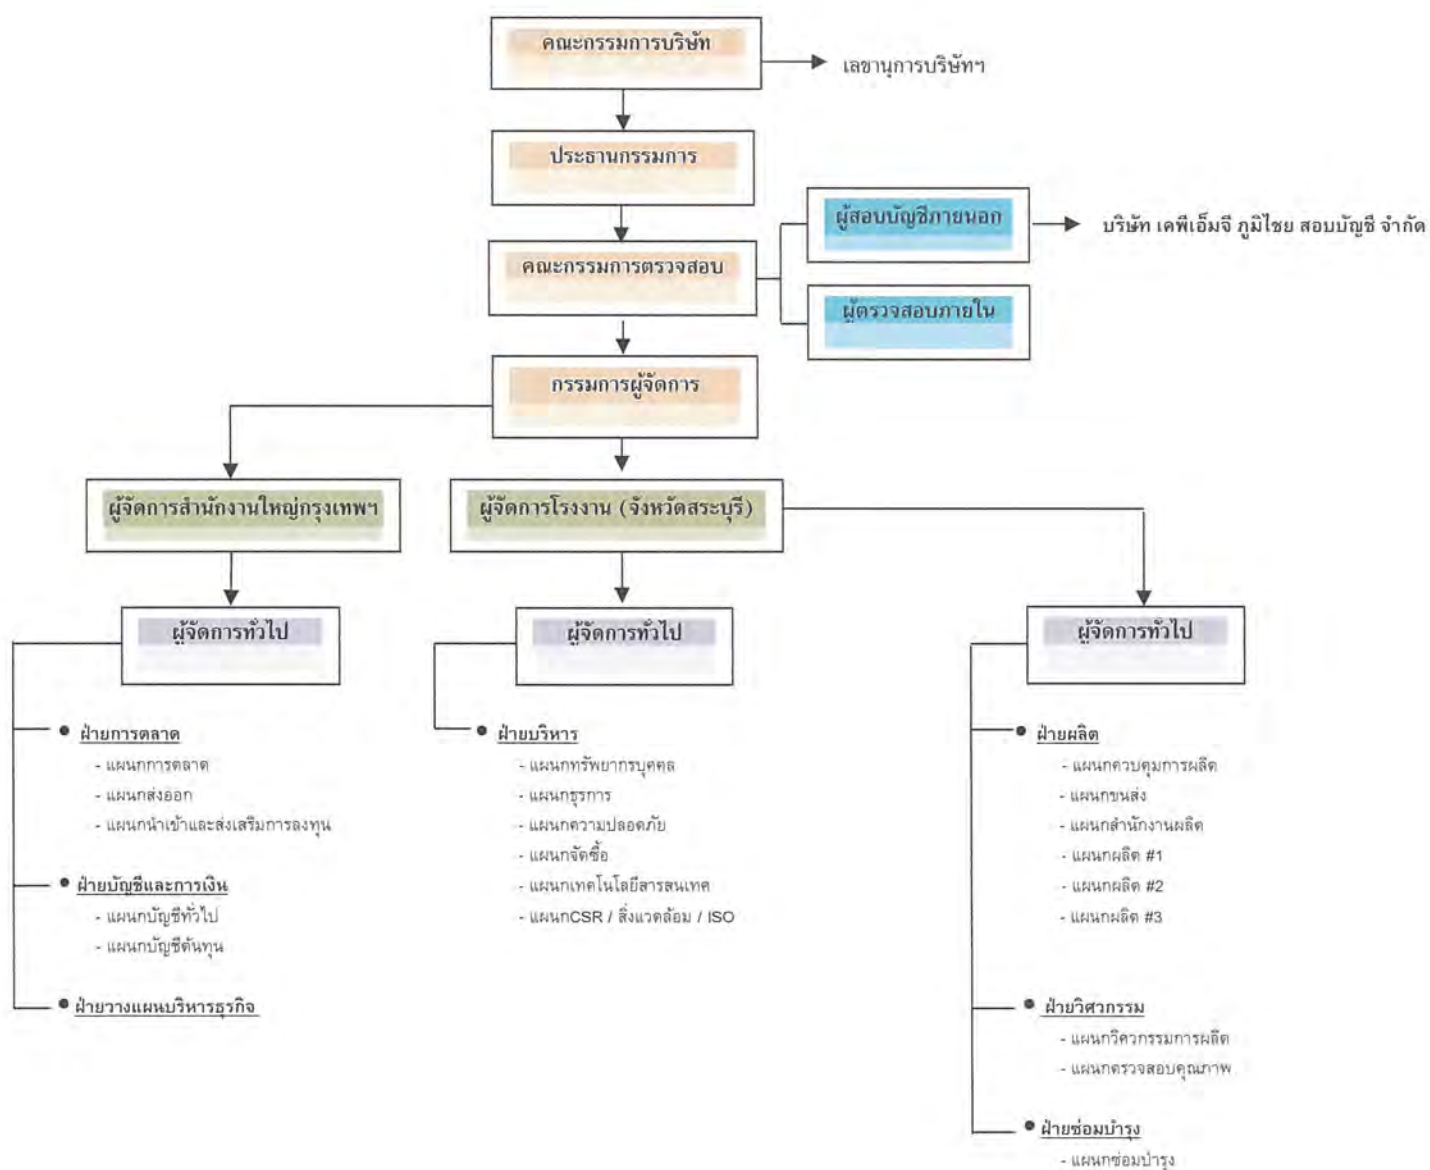 คณะกรรมการบริษัท
เลขานุการบริษัทฯ
ประธานกรรมการ
ผู้สอบบัญชีภายนอก
บริษัท เคพีเอ็มจี ภูมิไชย สอบบัญชี จำกัด
คณะกรรมการตรวจสอบ
ผู้ตรวจสอบภายใน
กรรมการผู้จัดการ
ผู้จัดการสำนักงานใหญ่กรุงเทพฯ
ผู้จัดการโรงงาน (จังหวัดสระบุรี)
ผู้จัดการทั่วไป
ฝ่ายการตลาด
- แผนกการตลาด
- แผนกส่งออก
- แผนกนำเข้าและส่งเสริมการลงทุน
ฝ่ายบัญชีและการเงิน
- แผนกบัญชีทั่วไป
- แผนกบัญชีต้นทุน
ฝ่ายวางแผนบริหารธุรกิจ
ผู้จัดการทั่วไป
ฝ่ายบริหาร
- แผนกทรัพยากรบุคคล
- แผนกธุรการ
- แผนกความปลอดภัย
- แผนกจัดซื้อ
- แผนกเทคโนโลยีสารสนเทศ
- แผนกCSR / สิ่งแวดล้อม / ISO
ผู้จัดการทั่วไป
ฝ่ายผลิต
- แผนกควบคุมการผลิต
- แผนกขนส่ง
- แผนกสำนักงานผลิต
- แผนกผลิต #1
- แผนกผลิต #2
- แผนกผลิต #3
ฝ่ายวิศวกรรม
- แผนกวิศวกรรมการผลิต
- แผนกตรวจสอบคุณภาพ
ฝ่ายซ่อมบำรุง
- แผนกซ่อมบำรุง